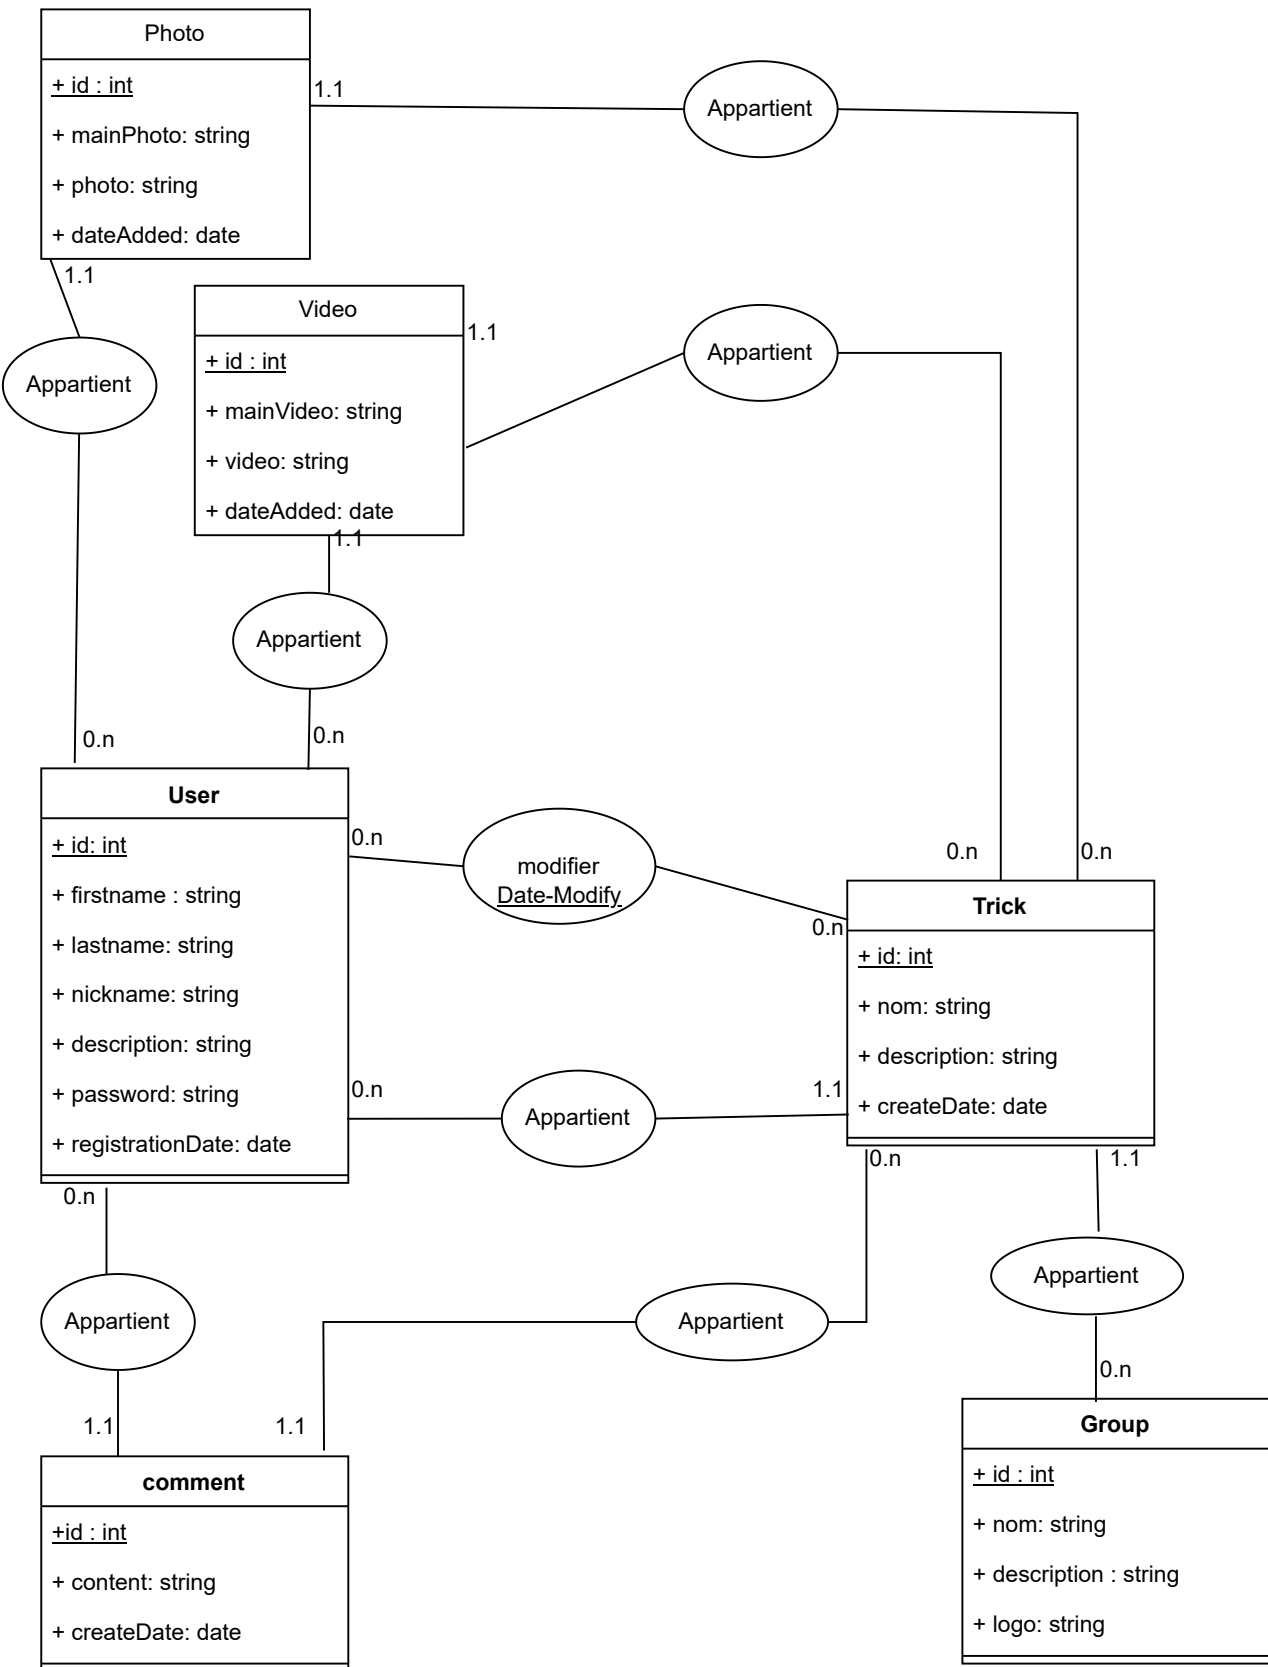 Photo
+ id : int
+ mainPhoto: string
+ photo: string
+ dateAdded: date
1.1
Appartient
1.1
Appartient
Video
+ id : int
+ mainVideo: string
+ video: string
+ dateAdded: date
1.1
Appartient
1.1
Appartient
0.n
0.n
User
+ id: int
+ firstname : string
+ lastname: string
+ nickname: string
+ description: string
+ password: string
+ registrationDate: date
0.n
modifier
Date-Modify
0.n
0.n
0.n
Trick
+ id: int
+ nom: string
+ description: string
+ createDate: date
0.n
Appartient
1.1
0.n
1.1
0.n
Appartient
Appartient
Appartient
1.1
1.1
0.n
comment
+id : int
+ content: string
+ createDate: date
Group
+ id : int
+ nom: string
+ description : string
+ logo: string